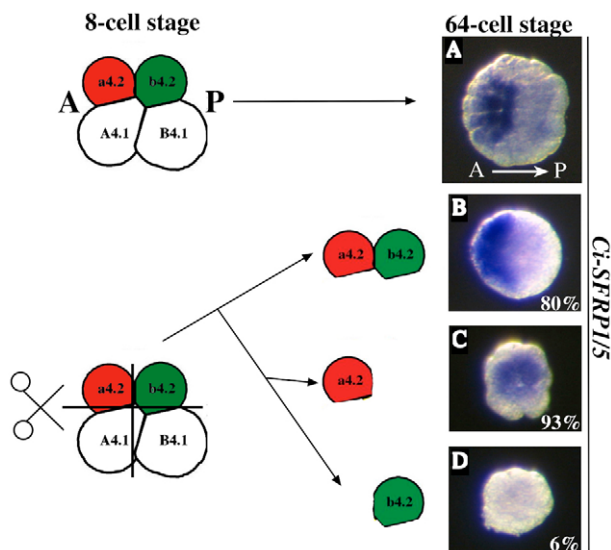 8-cell stage
64-cell stage
a4.2
b4.2
A
P
A4.1
B4.1
A
A
P
B
80%
a4.2
b4.2
C
93%
a4.2
a4.2
b4.2
A4.1
B4.1
D
6%
b4.2
Ci-SFRP1/5